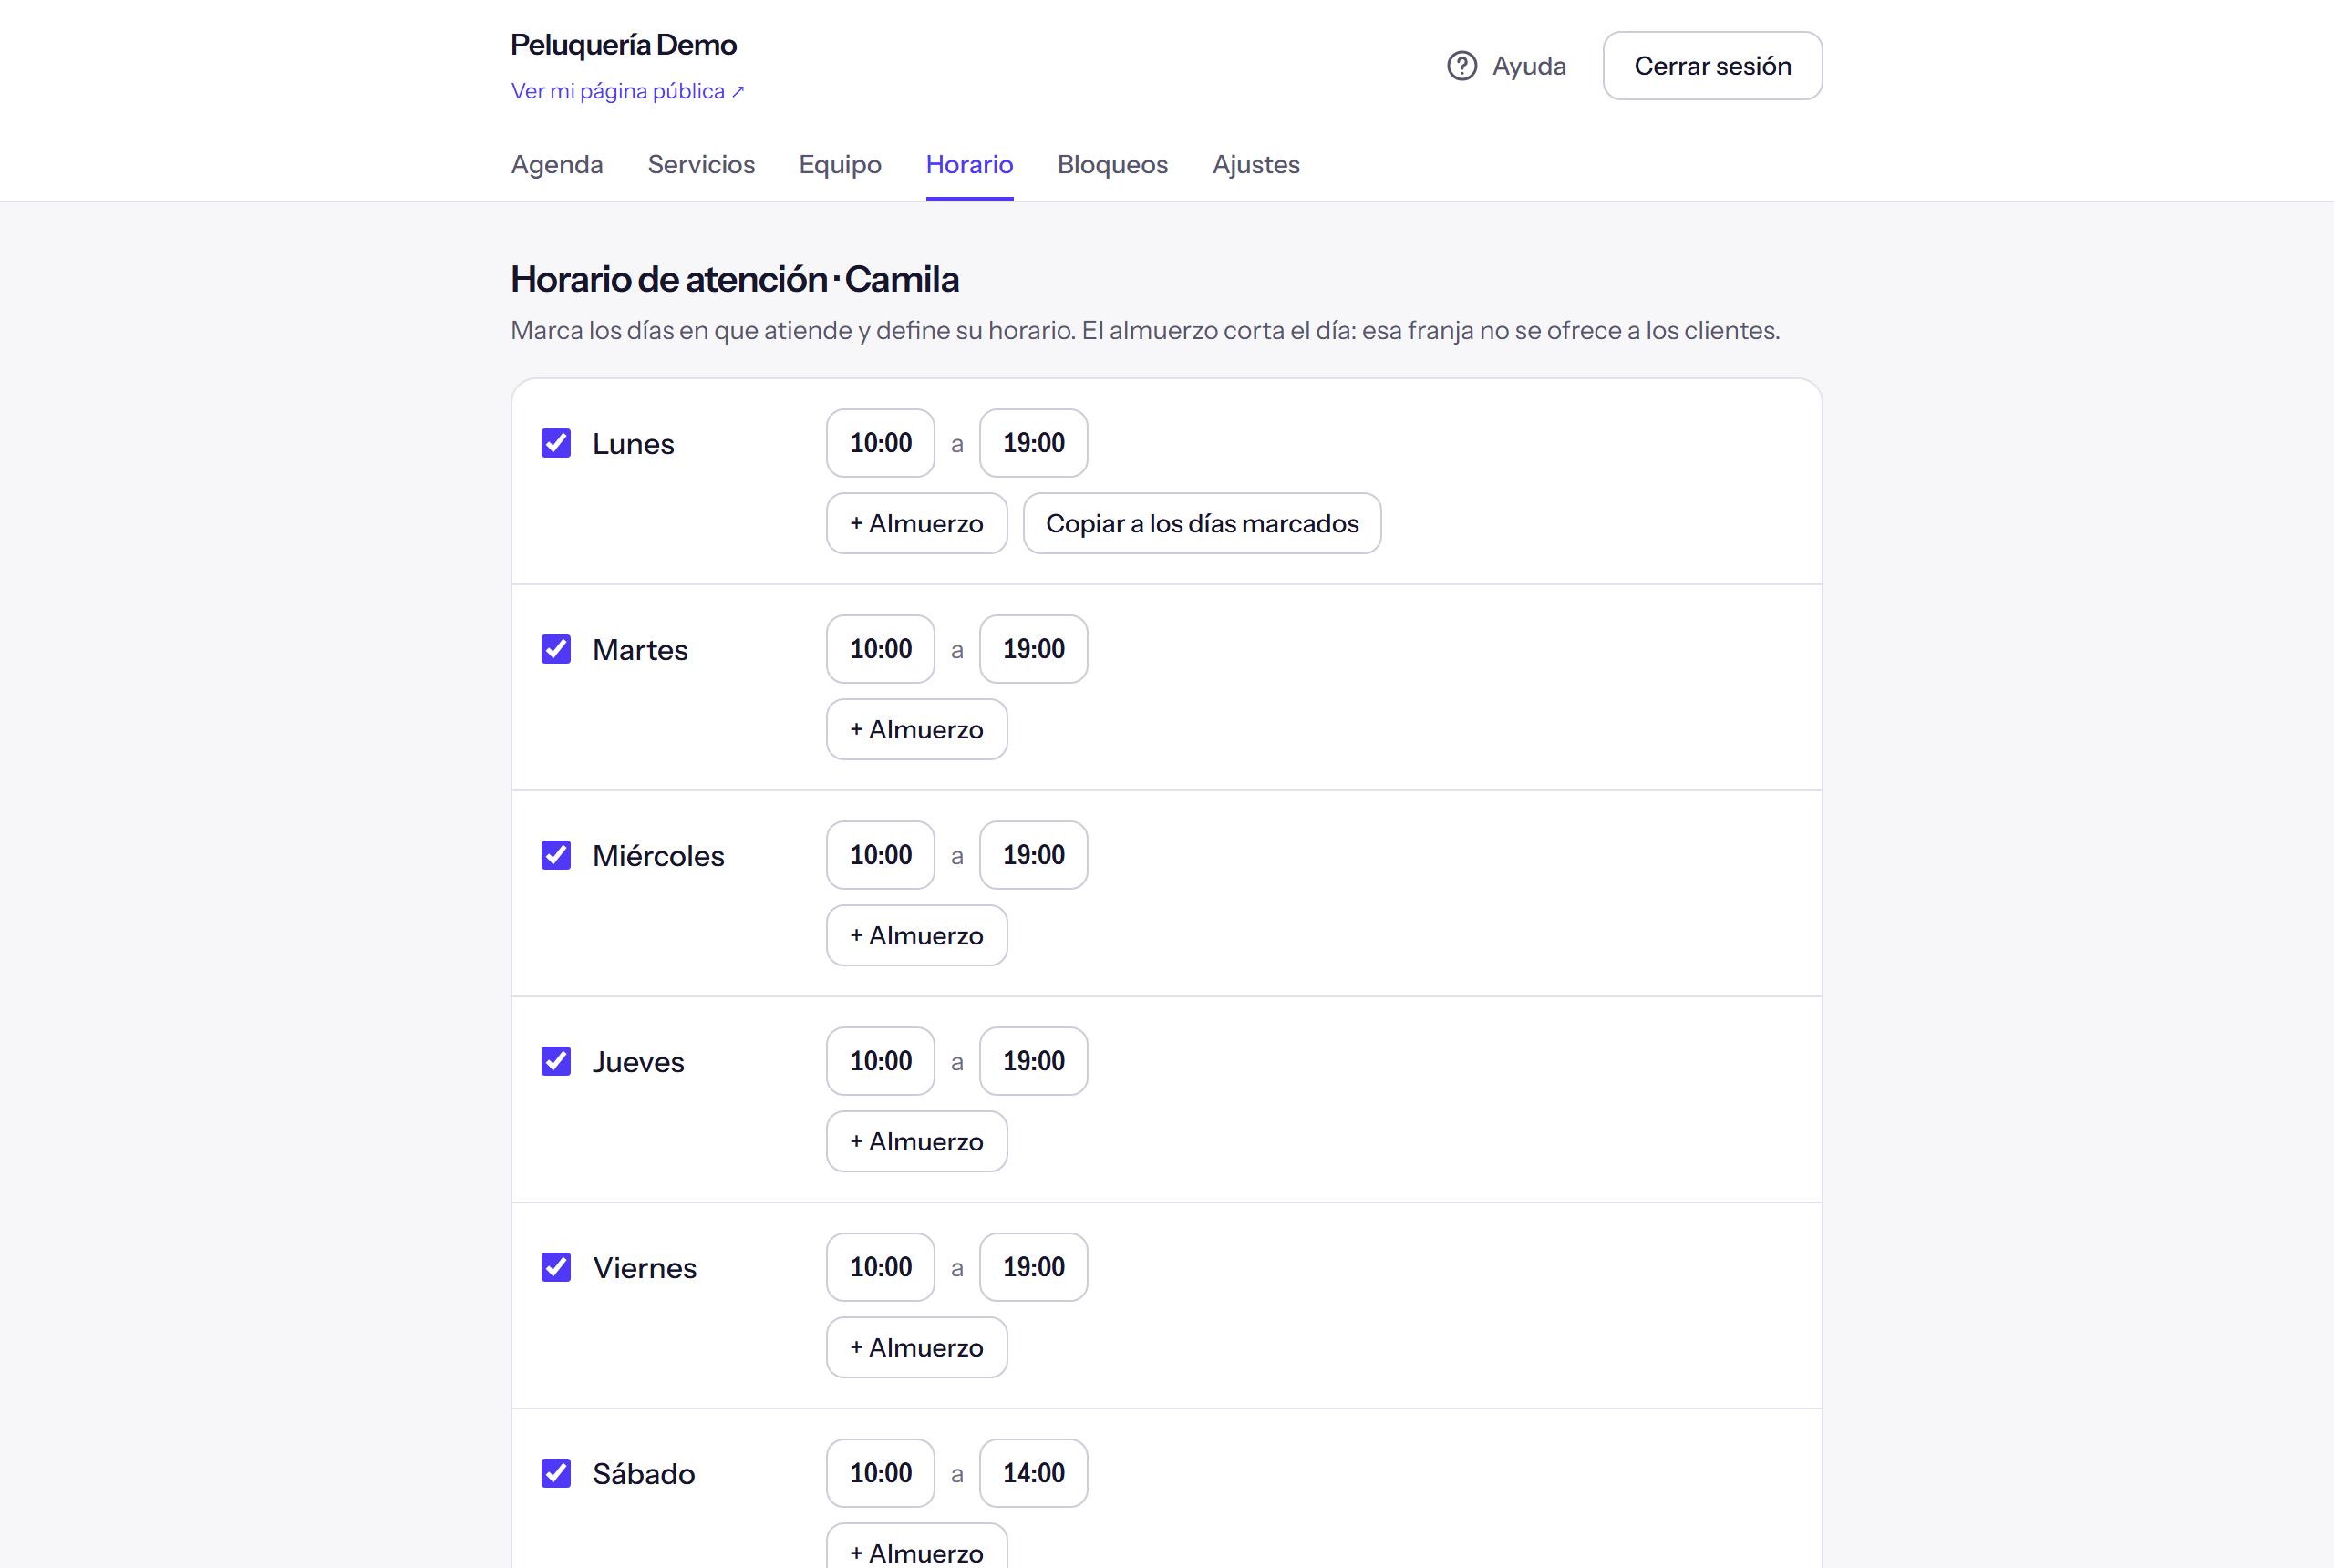 Peluquería Demo
Ver mi página pública ↗
Ayuda
Cerrar sesión
Agenda Servicios Equipo Horario Bloqueos Ajustes
Horario de atención · Camila
Marca los días en que atiende y define su horario. El almuerzo corta el día: esa franja no se ofrece a los clientes.
Lunes 10:00 a 19:00
+ Almuerzo Copiar a los días marcados
Martes 10:00 a 19:00
+ Almuerzo
Miércoles 10:00 a 19:00
+ Almuerzo
Jueves 10:00 a 19:00
+ Almuerzo
Viernes 10:00 a 19:00
+ Almuerzo
Sábado 10:00 a 14:00
+ Almuerzo